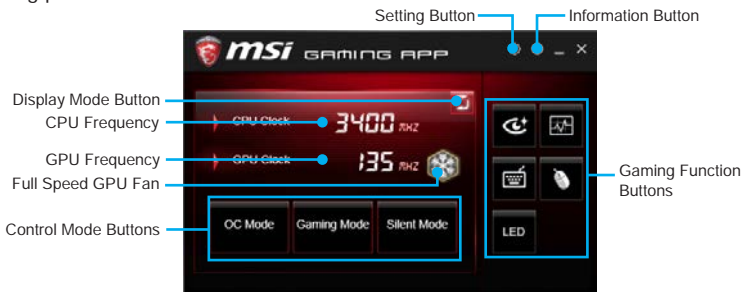 Setting Button
Information Button
msi GAMING APP
Display Mode Button
CPU Frequency
CPU Clock 3400 MHZ
GPU Frequency
GPU Clock 135 MHZ
Full Speed GPU Fan
Gaming Function
Buttons
Control Mode Buttons
OC Mode
Gaming Mode
Silent Mode
LED